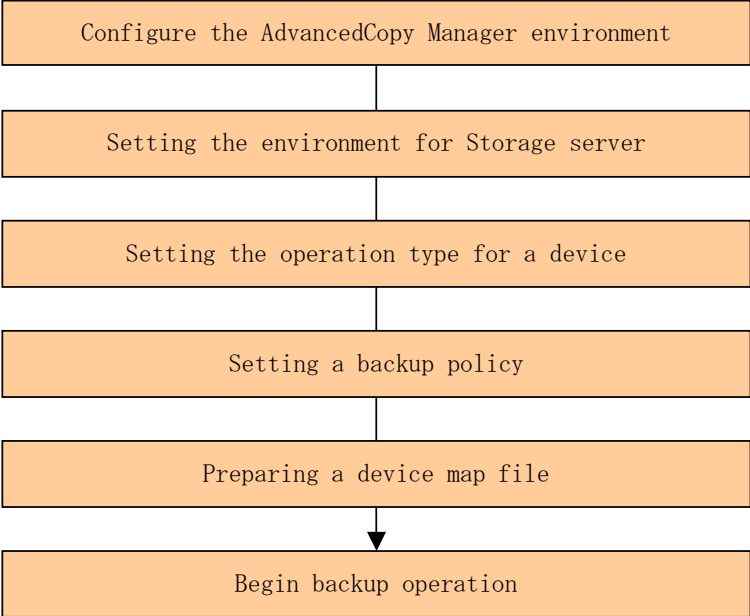 Configure the AdvancedCopy Manager environment
Setting the environment for Storage server
Setting the operation type for a device
Setting a backup policy
Preparing a device map file
Begin backup operation